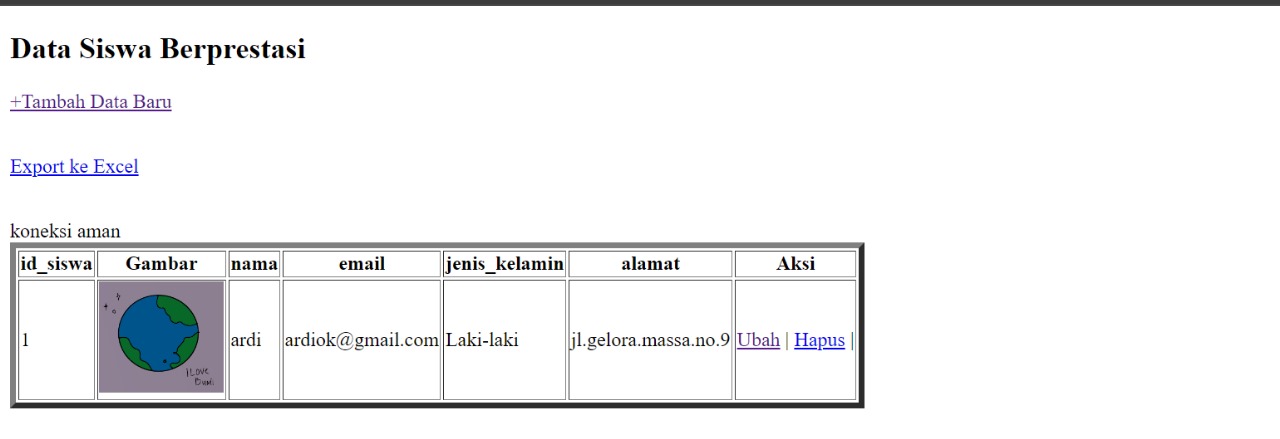 Data Siswa Berprestasi
+Tambah Data Baru
Export ke Excel
koneksi aman
id_siswa Gambar nama email jenis_kelamin alamat Aksi
1 ardi ardiok@gmail.com Laki-laki jl.gelora.massa.no.9 Ubah | Hapus |
I LOVE
BUMI